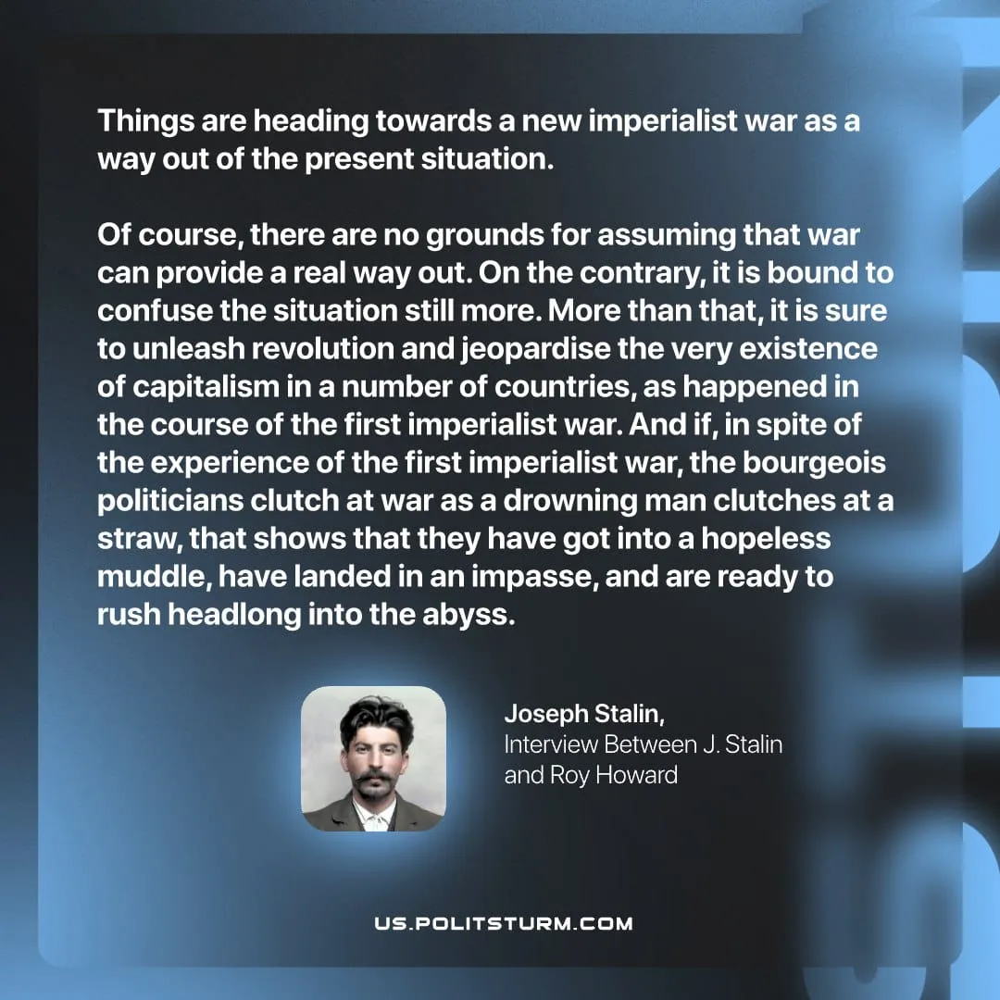 Things are heading towards a new imperialist war as a
way out of the present situation.
Of course, there are no grounds for assuming that war
can provide a real way out. On the contrary, it is bound to
confuse the situation still more. More than that, it is sure
to unleash revolution and jeopardise the very existence
of capitalism in a number of countries, as happened in
the course of the first imperialist war. And if, in spite of
the experience of the first imperialist war, the bourgeois
politicians clutch at war as a drowning man clutches at a
straw, that shows that they have got into a hopeless
muddle, have landed in an impasse, and are ready to
rush headlong into the abyss.
Joseph Stalin,
Interview Between J. Stalin
and Roy Howard
US.POLITSTURM.COM